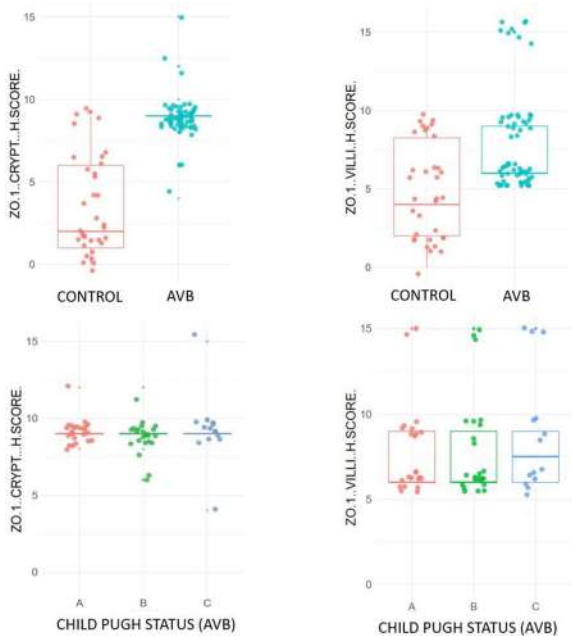 ZO.1..CRYPT...H.SCORE.
15
10
5
0
CONTROL
AVB
ZO.1..VILLI..H.SCORE.
15
10
5
0
CONTROL
AVB
ZO.1..CRYPT...H.SCORE.
15
10
5
0
A
B
C
CHILD PUGH STATUS (AVB)
ZO.1..VILLI..H.SCORE.
15
10
5
0
A
B
C
CHILD PUGH STATUS (AVB)